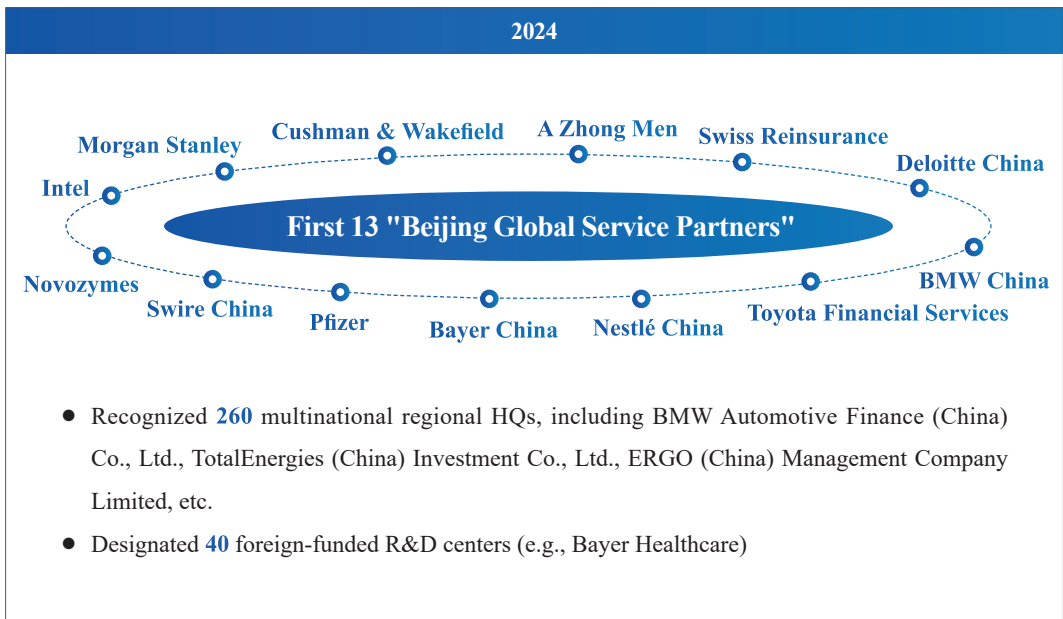 2024
Cushman & Wakefield
A Zhong Men
Swiss Reinsurance
Morgan Stanley
Deloitte China
Intel
First 13 "Beijing Global Service Partners"
Novozymes
BMW China
Swire China
Pfizer
Bayer China
Nestlé China
Toyota Financial Services
● Recognized 260 multinational regional HQs, including BMW Automotive Finance (China)
Co., Ltd., TotalEnergies (China) Investment Co., Ltd., ERGO (China) Management Company
Limited, etc.
● Designated 40 foreign-funded R&D centers (e.g., Bayer Healthcare)